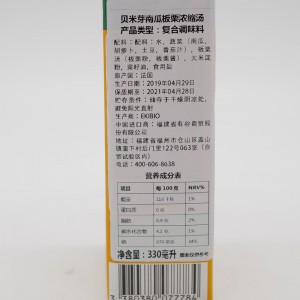 贝米芽南瓜板栗浓缩汤
产品类型：复合调味料
配料：水、蔬菜（南瓜、
胡萝卜、土豆、番茄汁）、板栗
汤（板栗粉、板栗酱）、大米淀
粉、葵籽油、食用盐
原产国：法国
生产日期：2019年04月29日
保质期至：2021年04月28日
贮存条件：储存于干燥阴凉处，
避免阳光直射
生产商：EKIBIO
中国进口商：福建省有谷商贸股
份有限公司
地址：福建省福州市仓山区盖山
电话：400-606-8638
营养成分表
项目 每100克 NRV%
能量 1%
蛋白质 0克
脂肪
碳水化合物 1%
钠
净含量：330毫升
3 380380077784